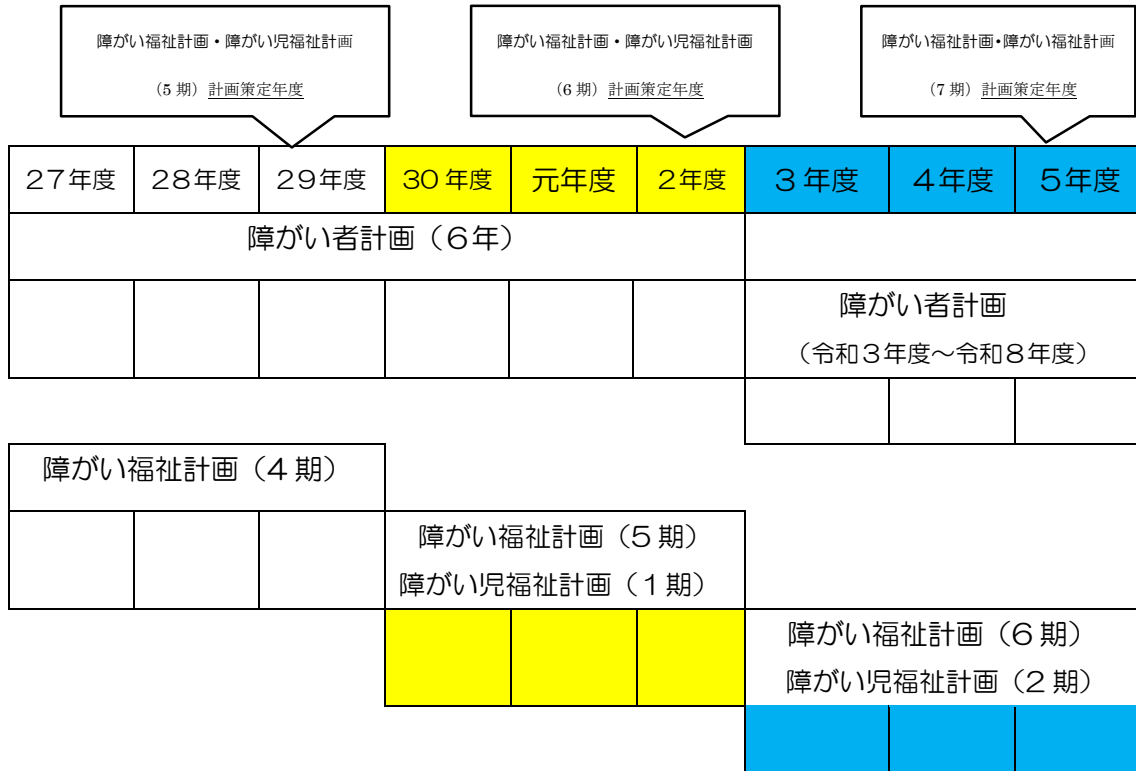 障がい福祉計画・障がい児福祉計画
（5 期）計画策定年度
障がい福祉計画・障がい児福祉計画
（6 期）計画策定年度
障がい福祉計画・障がい福祉計画
（7 期）計画策定年度
２７年度 ２８年度 ２９年度 ３０年度 元年度 ２年度 ３年度 ４年度 ５年度
障がい者計画（６年）
障がい者計画
（令和３年度～令和８年度）
障がい福祉計画（４期）
障がい福祉計画（５期）
障がい児福祉計画（１期）
障がい福祉計画（６期）
障がい児福祉計画（２期）